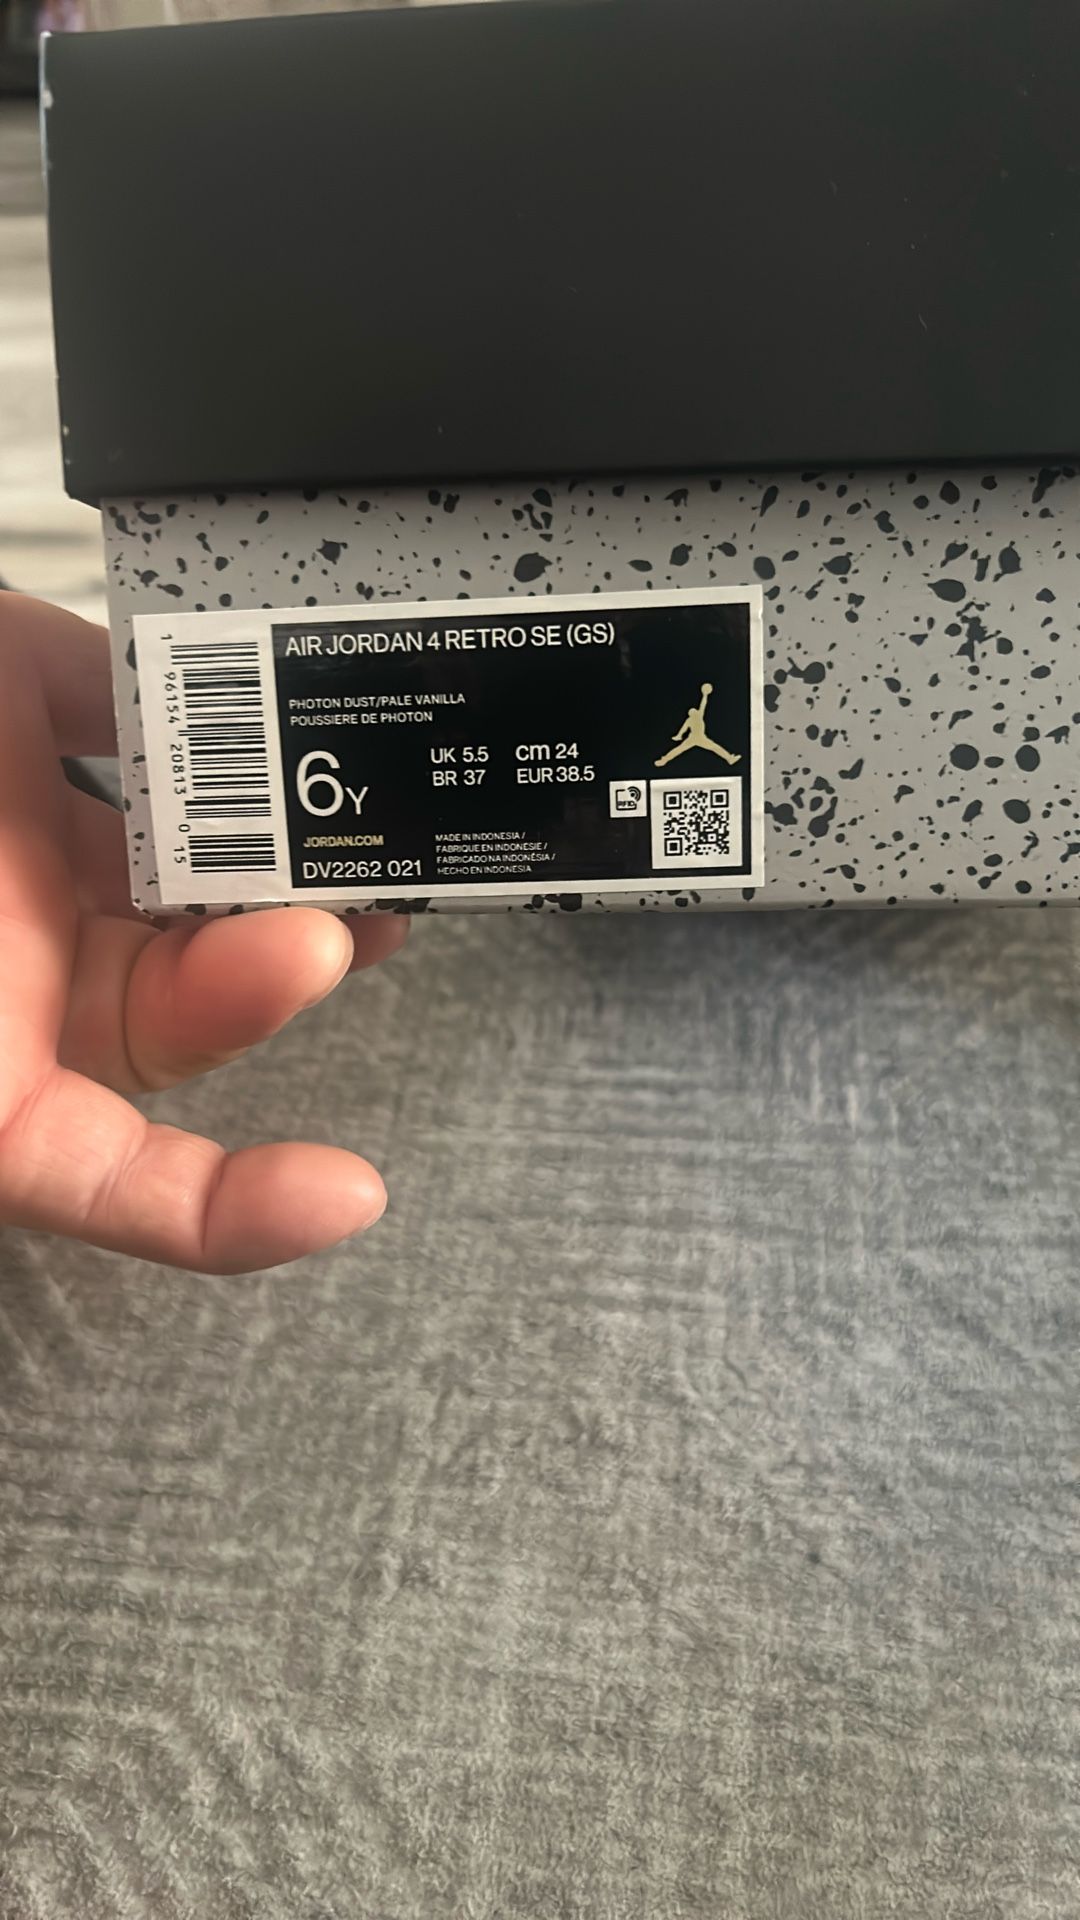 AIR JORDAN 4 RETRO SE (GS)
PHOTON DUST/PALE VANILLA
POUSSIERE DE PHOTON
6Y
UK 5.5 cm 24
BR 37 EUR 38.5
RFID
JORDAN.COM
DV2262 021
MADE IN INDONESIA /
FABRIQUE EN INDONESIE /
FABRICADO NA INDONÉSIA /
HECHO EN INDONESIA
1 96154 20813 0 15